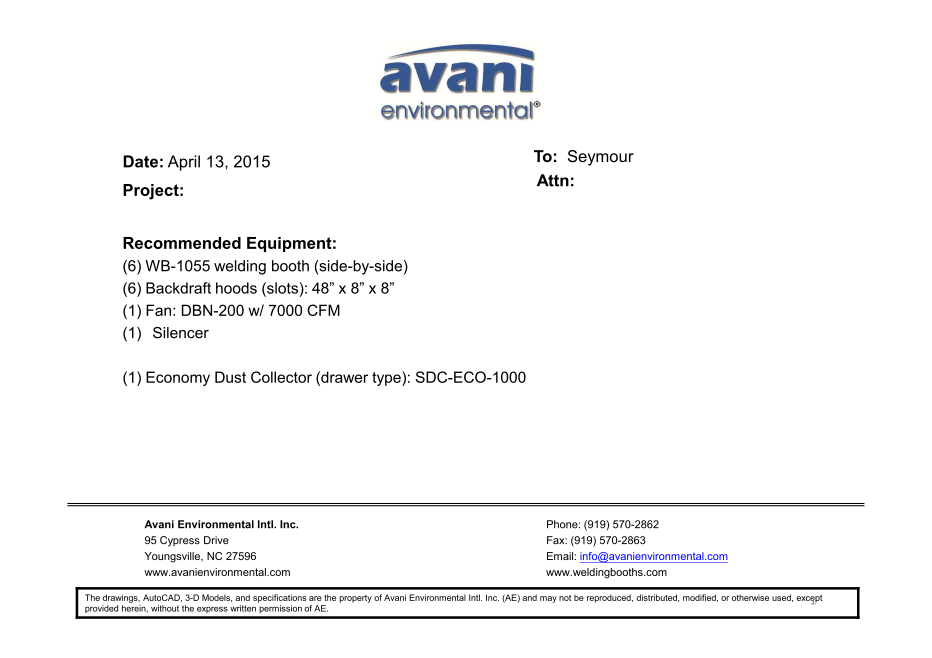 avani
environmental®
Date: April 13, 2015
To: Seymour
Project:
Attn:
Recommended Equipment:
(6) WB-1055 welding booth (side-by-side)
(6) Backdraft hoods (slots): 48” x 8” x 8”
(1) Fan: DBN-200 w/ 7000 CFM
(1) Silencer
(1) Economy Dust Collector (drawer type): SDC-ECO-1000
Avani Environmental Intl. Inc.
95 Cypress Drive
Youngsville, NC 27596
www.avanienvironmental.com
Phone: (919) 570-2862
Fax: (919) 570-2863
Email: info@avanienvironmental.com
www.weldingbooths.com
The drawings, AutoCAD, 3-D Models, and specifications are the property of Avani Environmental Intl. Inc. (AE) and may not be reproduced, distributed, modified, or otherwise used, except
provided herein, without the express written permission of AE.